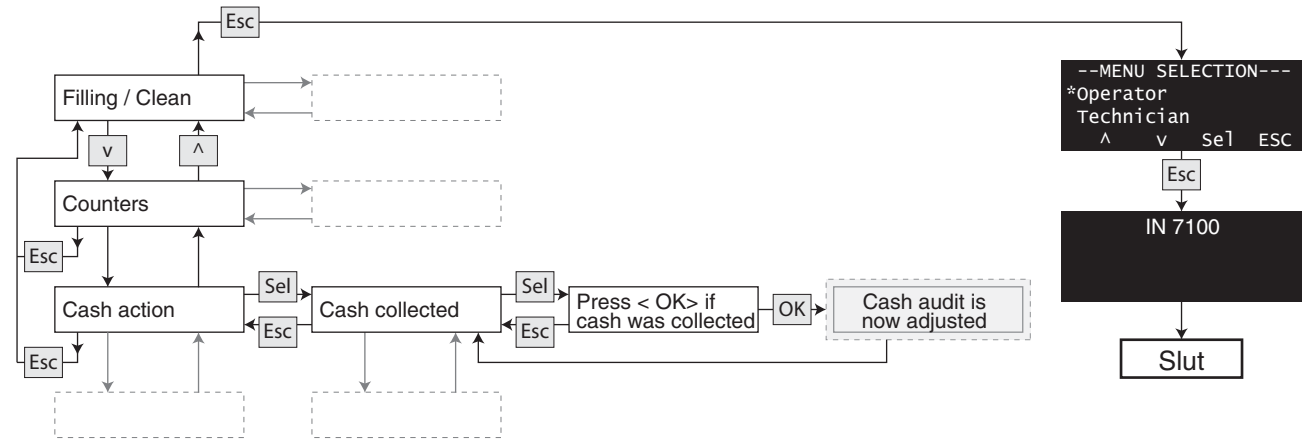 Esc
--MENU SELECTION---
*Operator
Technician
^ v Sel ESC
Filling / Clean
v ^
Esc
Counters
IN 7100
Esc
Sel
Sel
Cash action
Cash collected
Press < OK> if
cash was collected
OK
Cash audit is
now adjusted
Esc
Esc
Esc
Slut